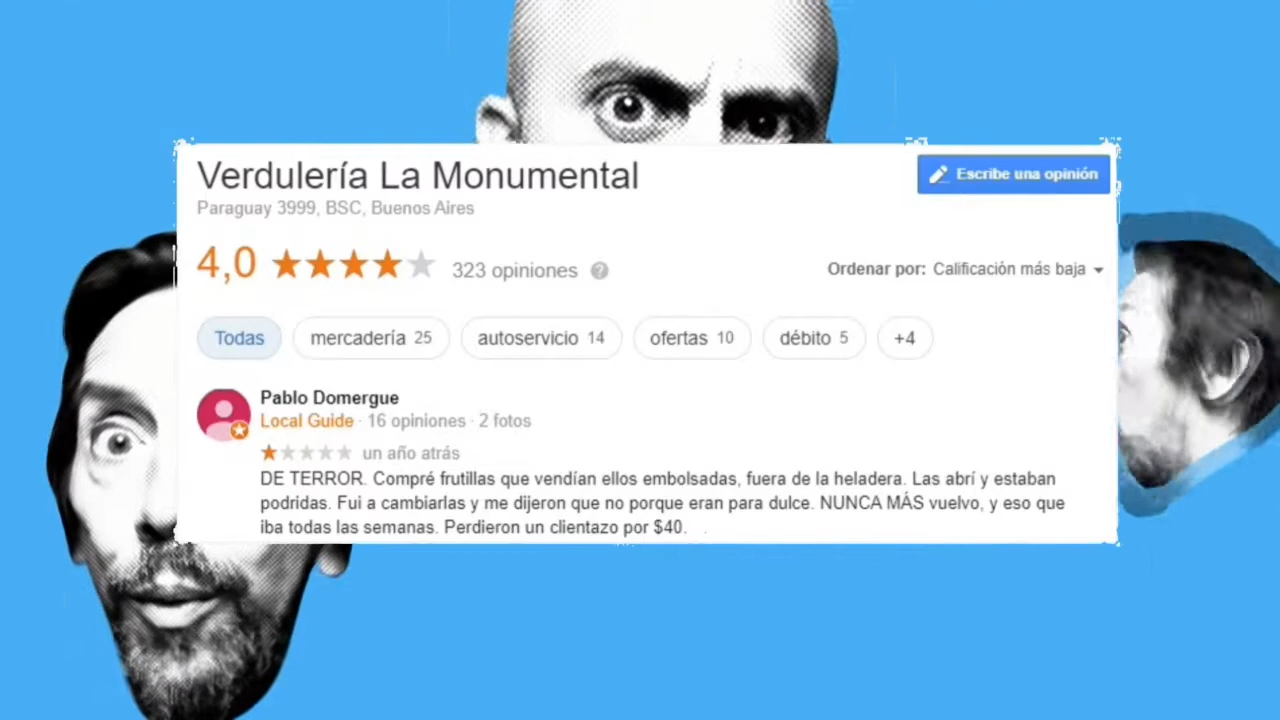 Verdulería La Monumental
Escribe una opinión
Paraguay 3999, BSC, Buenos Aires
4,0
323 opiniones ?
Ordenar por: Calificación más baja
Todas
mercadería 25
autoservicio 14
ofertas 10
débito 5
+4
Pablo Domergue
Local Guide · 16 opiniones · 2 fotos
un año atrás
DE TERROR. Compré frutillas que vendían ellos embolsadas, fuera de la heladera. Las abrí y estaban
podridas. Fui a cambiarlas y me dijeron que no porque eran para dulce. NUNCA MÁS vuelvo, y eso que
iba todas las semanas. Perdieron un clientazo por $40.